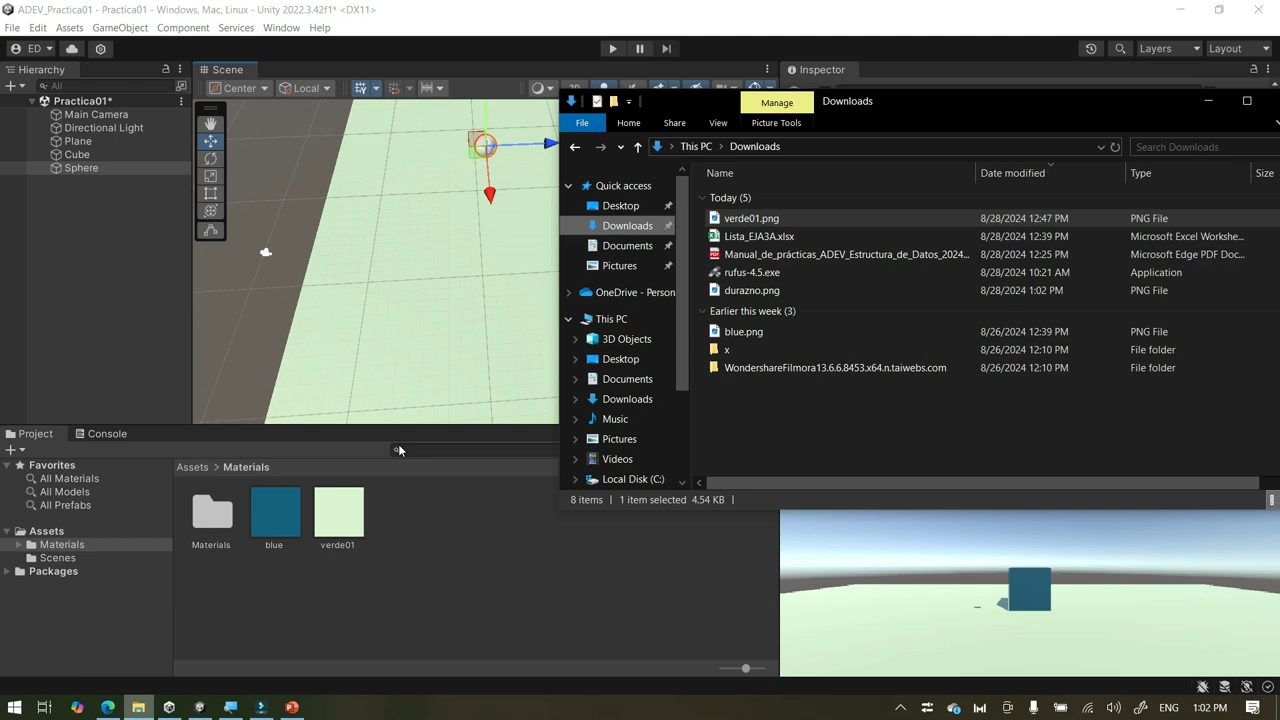 ADEV_Practica01 - Practica01 - Windows, Mac, Linux - Unity 2022.3.42f1* <DX11>
File Edit Assets GameObject Component Services Window Help
ED Layers Layout
Hierarchy Scene Inspector
All Center Local
Practica01*
Main Camera
Directional Light
Plane
Cube
Sphere
Manage Downloads
File Home Share View Picture Tools
This PC Downloads Search Downloads
Quick access
Desktop
Downloads
Documents
Pictures
OneDrive - Person
This PC
3D Objects
Desktop
Documents
Downloads
Music
Pictures
Videos
Local Disk (C:)
Name Date modified Type Size
Today (5)
verde01.png 8/28/2024 12:47 PM PNG File
Lista_EJA3A.xlsx 8/28/2024 12:39 PM Microsoft Excel Workshe...
Manual_de_prácticas_ADEV_Estructura_de_Datos_2024... 8/28/2024 12:25 PM Microsoft Edge PDF Doc...
rufus-4.5.exe 8/28/2024 10:21 AM Application
durazno.png 8/28/2024 1:02 PM PNG File
Earlier this week (3)
blue.png 8/26/2024 12:39 PM PNG File
x 8/26/2024 12:10 PM File folder
WondershareFilmora13.6.6.8453.x64.n.taiwebs.com 8/26/2024 12:10 PM File folder
8 items 1 item selected 4.54 KB
Project Console
Favorites
All Materials
All Models
All Prefabs
Assets
Materials
Scenes
Packages
Assets > Materials
Materials blue verde01
ENG 1:02 PM